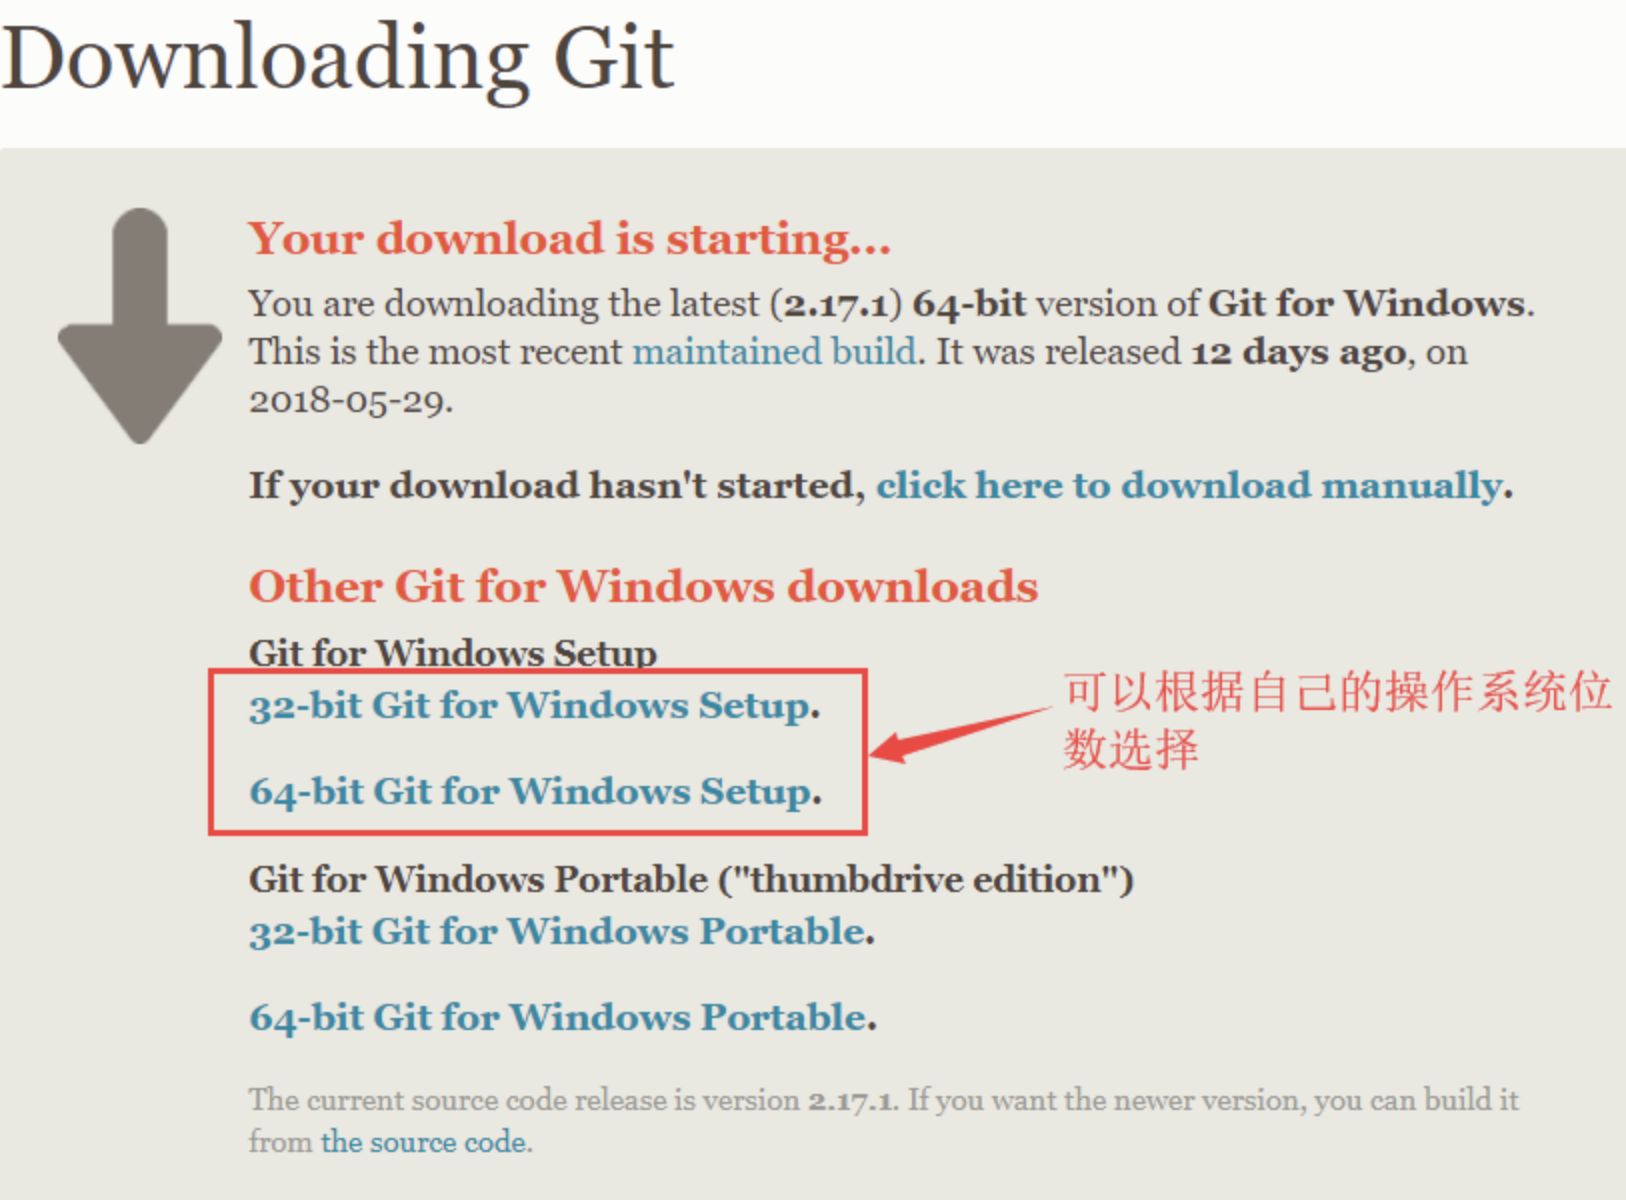 Downloading Git
Your download is starting...
You are downloading the latest (2.17.1) 64-bit version of Git for Windows.
This is the most recent maintained build. It was released 12 days ago, on
2018-05-29.
If your download hasn't started, click here to download manually.
Other Git for Windows downloads
Git for Windows Setup
32-bit Git for Windows Setup.
可以根据自己的操作系统位
数选择
64-bit Git for Windows Setup.
Git for Windows Portable ("thumbdrive edition")
32-bit Git for Windows Portable.
64-bit Git for Windows Portable.
The current source code release is version 2.17.1. If you want the newer version, you can build it
from the source code.